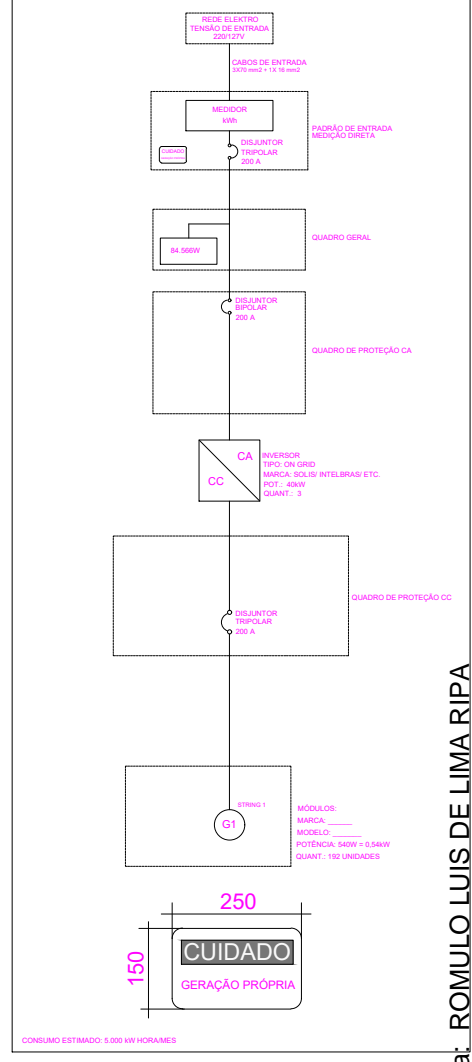 REDE ELEKTRO
TENSÃO DE ENTRADA
220/127V
CABOS DE ENTRADA
3X70 mm2 + 1X 16 mm2
MEDIDOR
kWh
PADRÃO DE ENTRADA
MEDIÇÃO DIRETA
DISJUNTOR
TRIPOLAR
200 A
CUIDADO
QUADRO GERAL
84.566W
DISJUNTOR
BIPOLAR
200 A
QUADRO DE PROTEÇÃO CA
CA
CC
INVERSOR
TIPO: ON GRID
MARCA: SOLIS/ INTELBRAS/ ETC.
POT.: 40kW
QUANT.: 3
QUADRO DE PROTEÇÃO CC
DISJUNTOR
TRIPOLAR
200 A
STRING 1
G1
MÓDULOS:
MARCA: ______
MODELO: _______
POTÊNCIA: 540W = 0,54kW
QUANT.: 192 UNIDADES
250
150
CUIDADO
GERAÇÃO PRÓPRIA
CONSUMO ESTIMADO: 5.000 kW HORA/MES
a: ROMULO LUIS DE LIMA RIPA